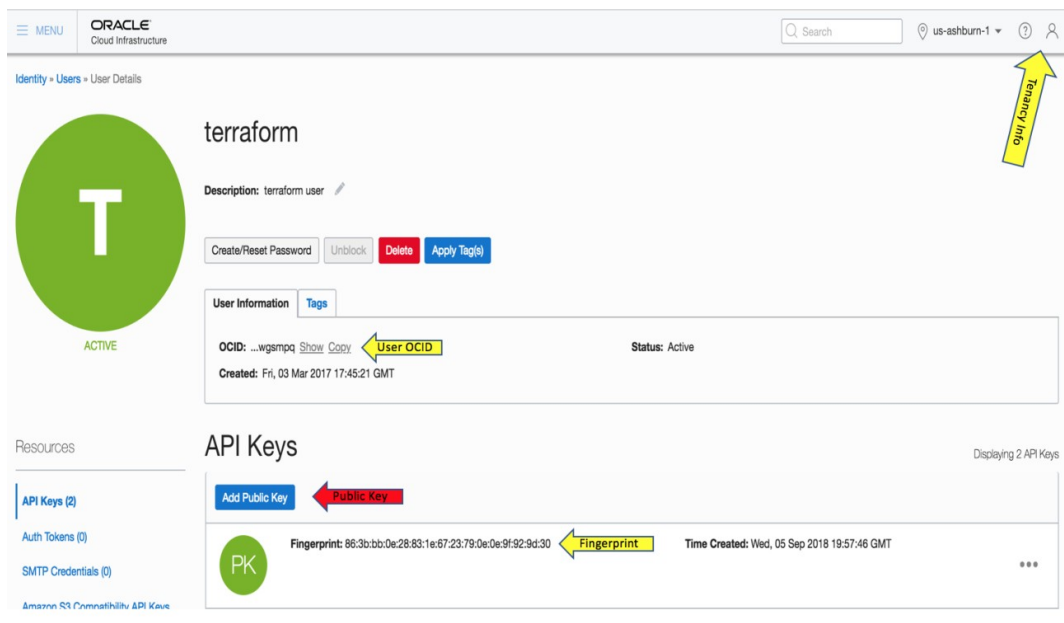 MENU
ORACLE
Cloud Infrastructure
Search
us-ashburn-1
?
Identity » Users » User Details
Tenancy Info
T
ACTIVE
terraform
Description: terraform user
Create/Reset Password Unblock Delete Apply Tag(s)
User Information Tags
OCID: ...wgsmpq Show Copy User OCID Status: Active
Created: Fri, 03 Mar 2017 17:45:21 GMT
Resources
API Keys (2)
Auth Tokens (0)
SMTP Credentials (0)
Amazon S3 Compatibility API Keys
API Keys
Displaying 2 API Keys
Add Public Key Public Key
PK
Fingerprint: 86:3b:bb:0e:28:83:1e:67:23:79:0e:0e:9f:92:9d:30 Fingerprint Time Created: Wed, 05 Sep 2018 19:57:46 GMT